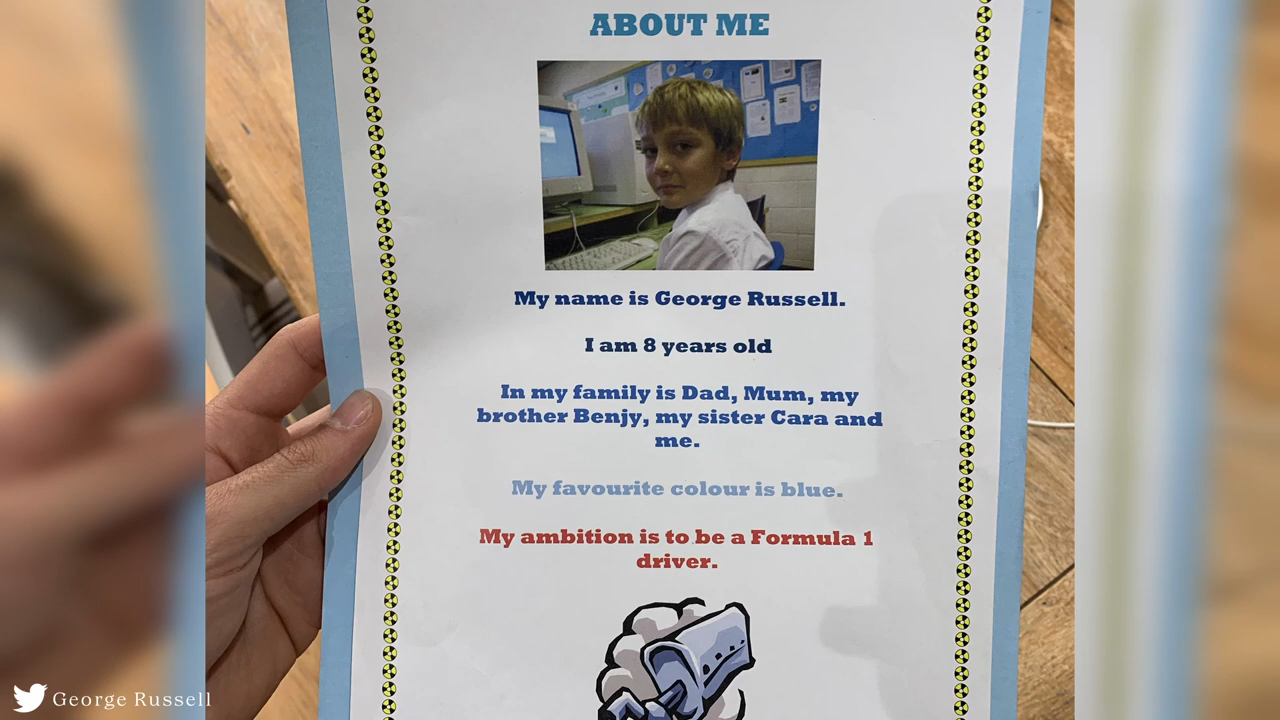 ABOUT ME
My name is George Russell.
I am 8 years old
In my family is Dad, Mum, my
brother Benjy, my sister Cara and
me.
My favourite colour is blue.
My ambition is to be a Formula 1
driver.
George Russell